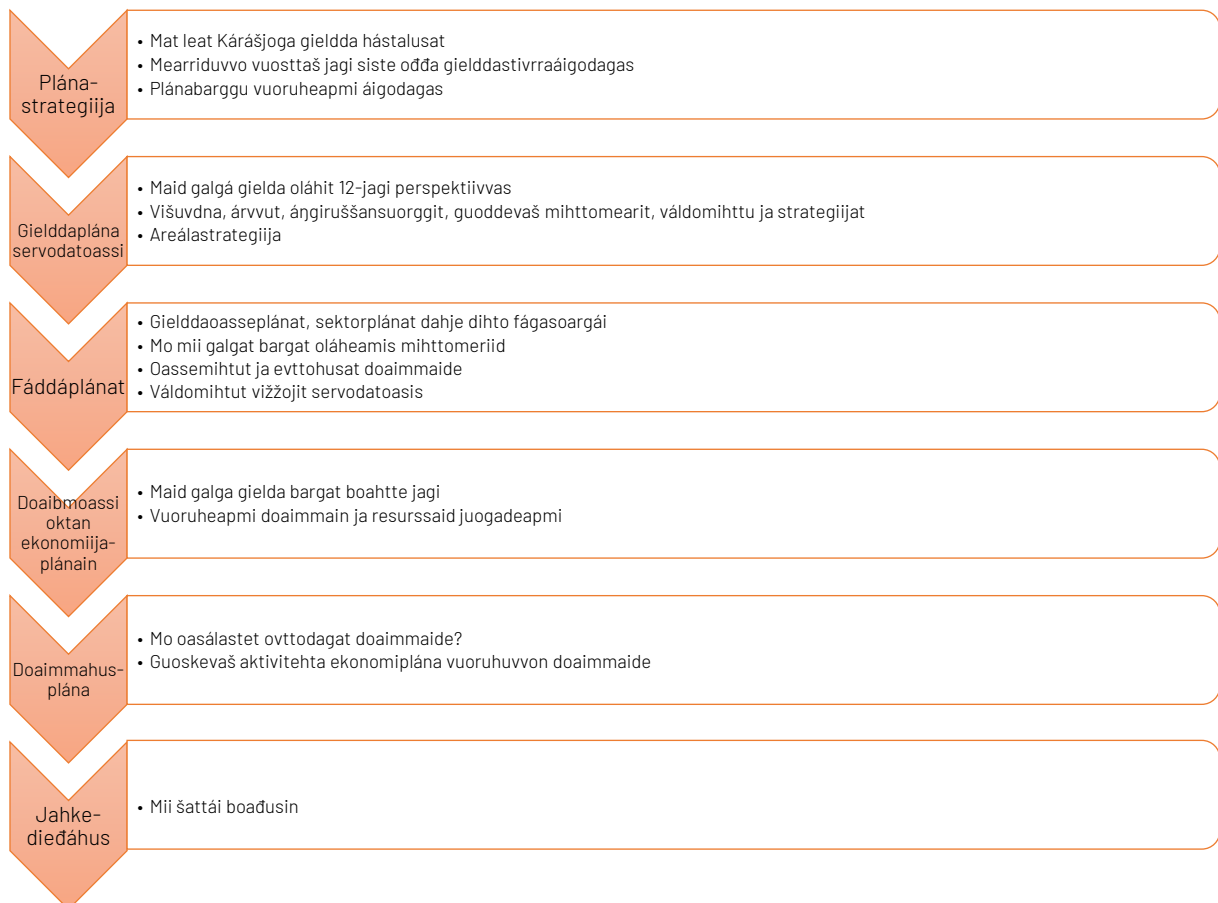 Plána-
strategiija
• Mat leat Kárášjoga gieldda hástalusat
• Mearriduvvo vuosttaš jagi siste ođđa gielddastivrraáigodagas
• Plánabarggu vuoruheapmi áigodagas
Gielddaplána
servodatoassi
• Maid galgá gielda oláhit 12-jagi perspektiivvas
• Višuvdna, árvvut, áŋgiruššansuorggit, guoddevaš mihttomearit, váldomihttu ja strategiijat
• Areálastrategiija
Fáddáplánat
• Gielddaoasseplánat, sektorplánat dahje dihto fágasoargái
• Mo mii galgat bargat oláheamis mihttomeriid
• Oassemihtut ja evttohusat doaimmaide
• Váldomihtut vižžojit servodatoasis
Doaibmoassi
oktan
ekonomiija-
plánain
• Maid galga gielda bargat boahtte jagi
• Vuoruheapmi doaimmain ja resurssaid juogadeapmi
Doaimmahus-
plána
• Mo oasálastet ovttodagat doaimmaide?
• Guoskevaš aktivitehta ekonomiplána vuoruhuvvon doaimmaide
Jahke-
dieđáhus
• Mii šattái boađusin